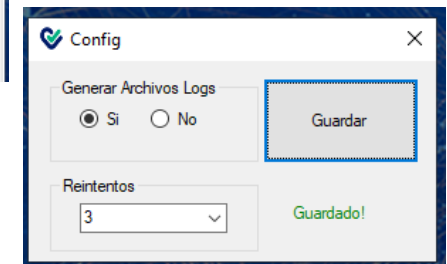 Config
Generar Archivos Logs
Si No
Guardar
Reintentos
3
Guardado!